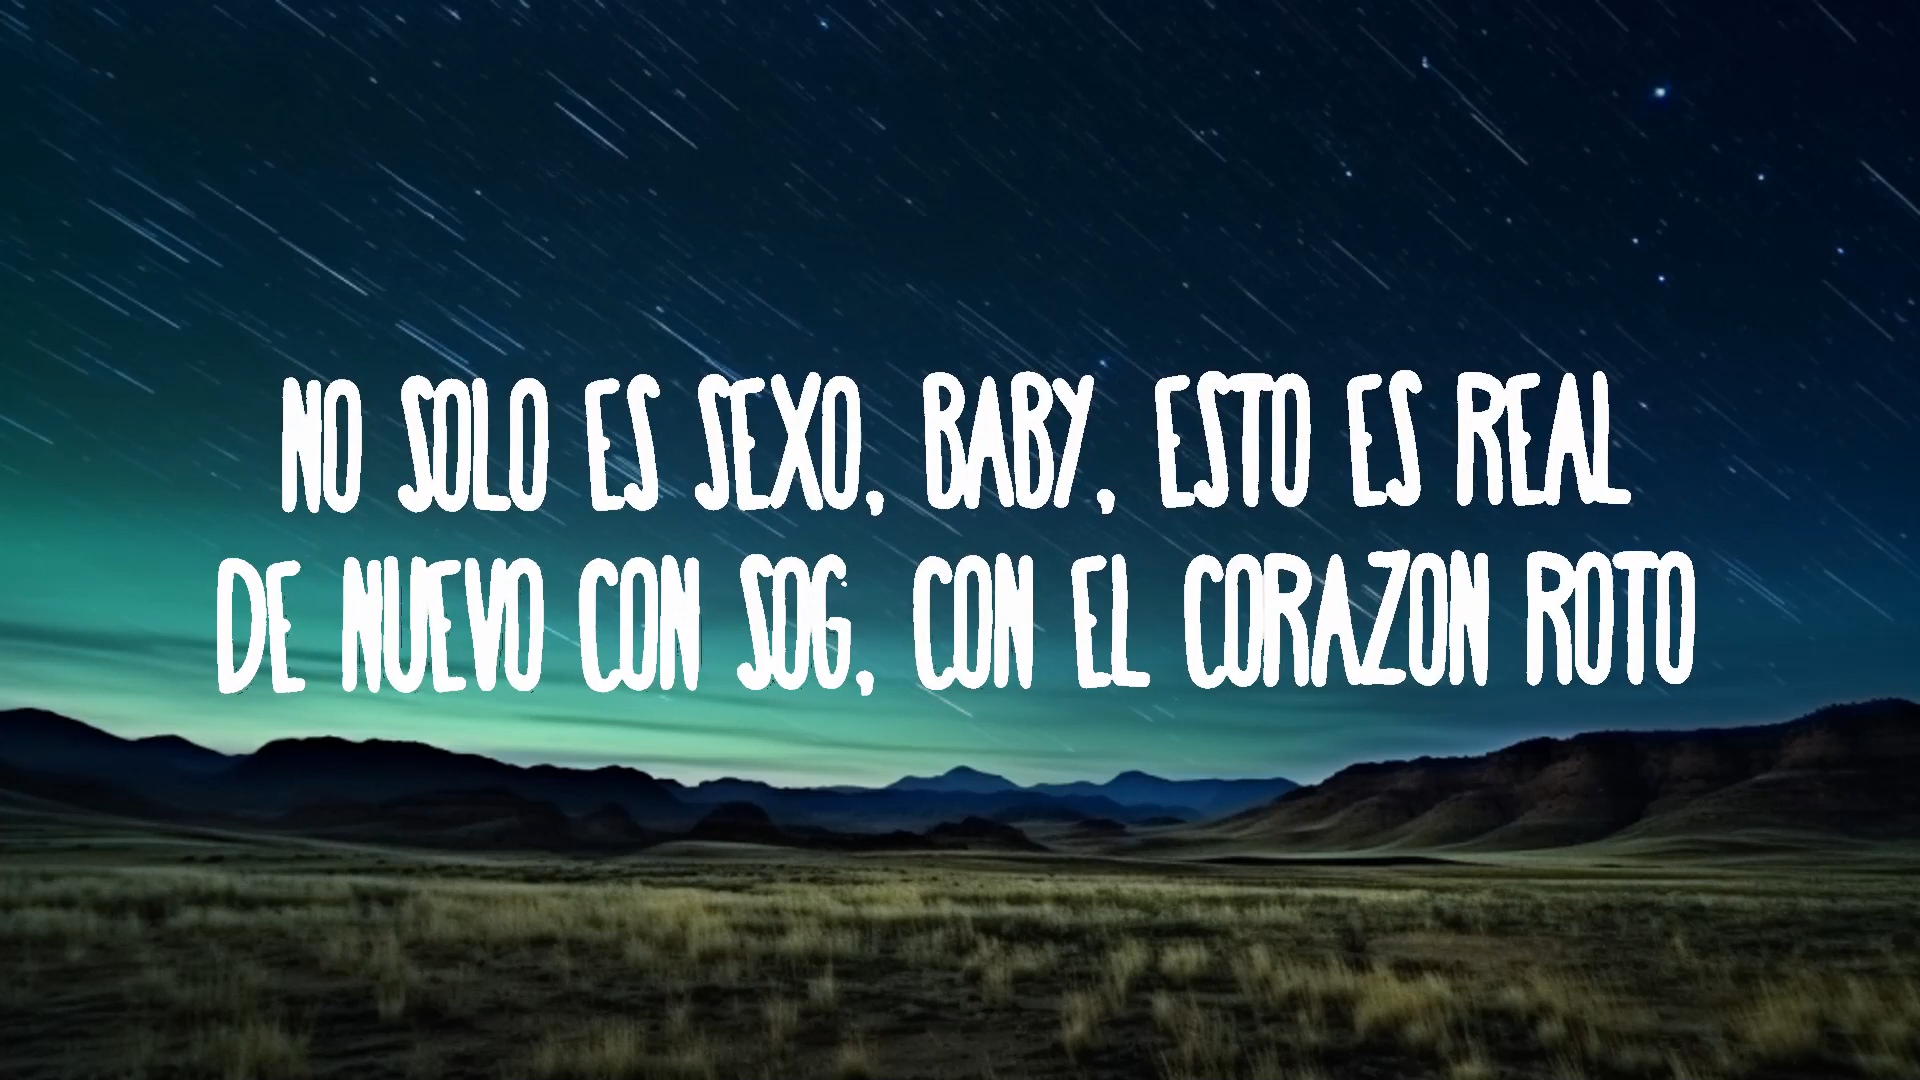 NO SOLO ES SEXO, BABY, ESTO ES REAL
DE NUEVO CON SOG, CON EL CORAZON ROTO